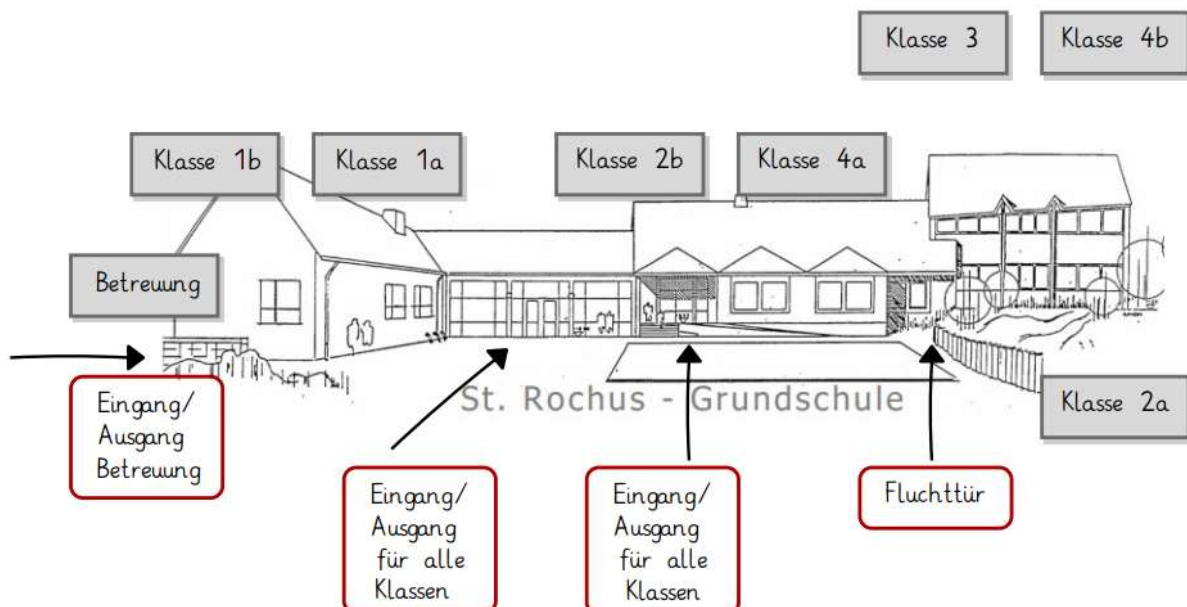 Klasse 3
Klasse 4b
Klasse 1b
Klasse 1a
Klasse 2b
Klasse 4a
Betreuung
St. Rochus - Grundschule
Klasse 2a
Eingang/
Ausgang
Betreuung
Eingang/
Ausgang
für alle
Klassen
Eingang/
Ausgang
für alle
Klassen
Fluchttür